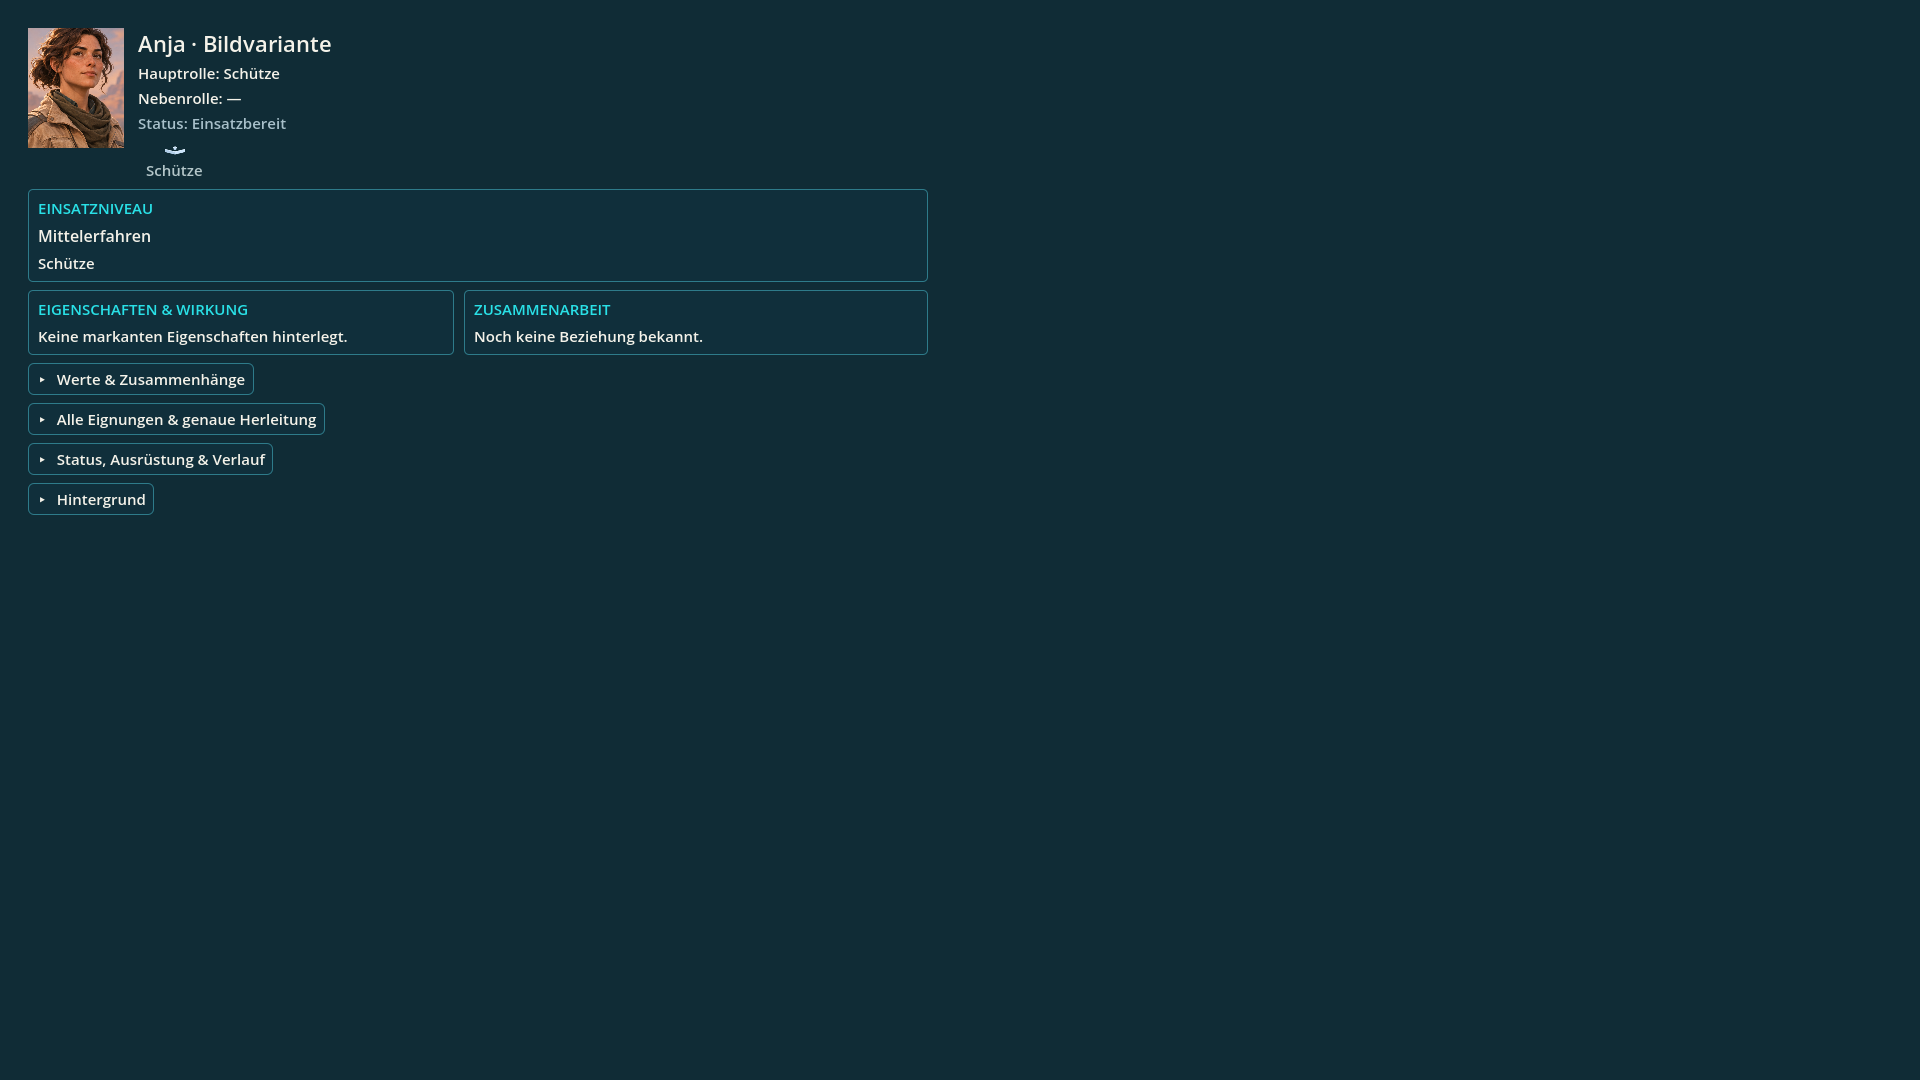 Anja · Bildvariante
Hauptrolle: Schütze
Nebenrolle: —
Status: Einsatzbereit
Schütze
EINSATZNIVEAU
Mittelerfahren
Schütze
EIGENSCHAFTEN & WIRKUNG
Keine markanten Eigenschaften hinterlegt.
ZUSAMMENARBEIT
Noch keine Beziehung bekannt.
Werte & Zusammenhänge
Alle Eignungen & genaue Herleitung
Status, Ausrüstung & Verlauf
Hintergrund